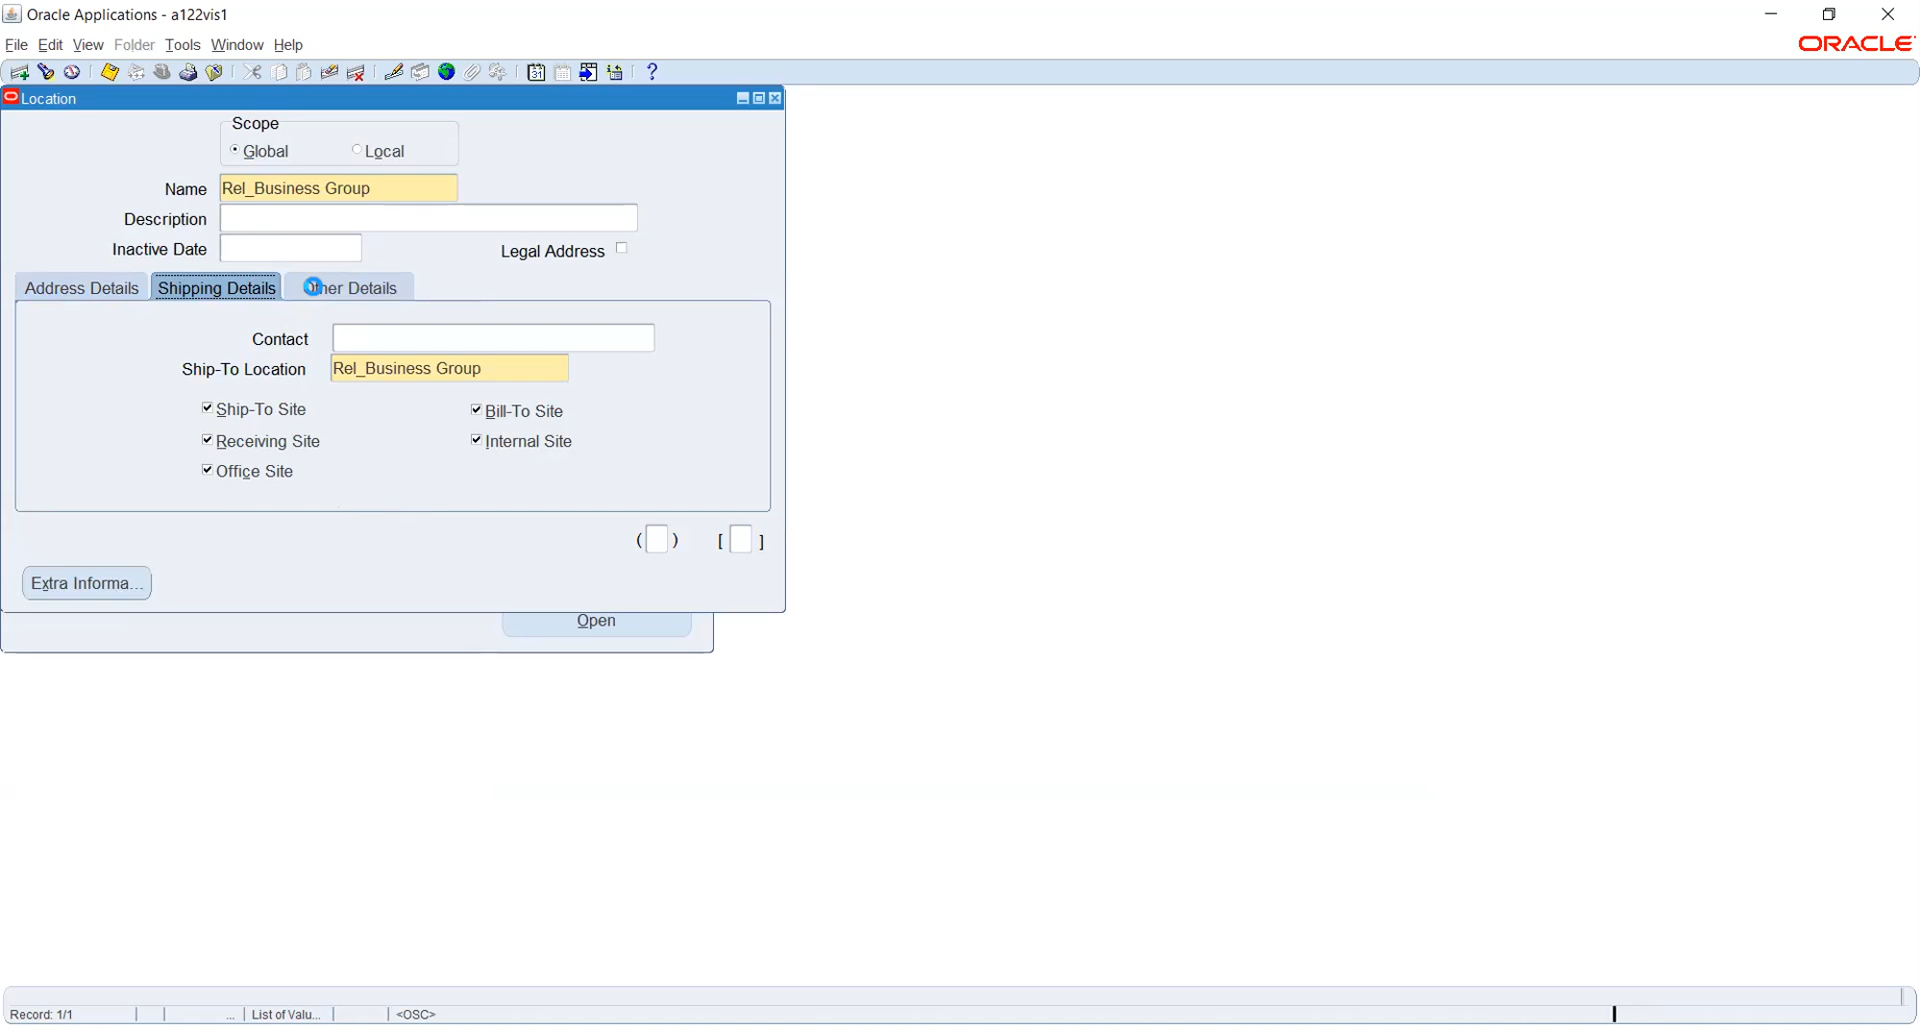 Oracle Applications - a122vis1
File Edit View Folder Tools Window Help
ORACLE
Location
Scope
Global Local
Name Rel_Business Group
Description
Inactive Date Legal Address
Address Details Shipping Details Other Details
Contact
Ship-To Location Rel_Business Group
Ship-To Site Bill-To Site
Receiving Site Internal Site
Office Site
( ) [ ]
Extra Informa...
Open
Record: 1/1 ... List of Valu... <OSC>